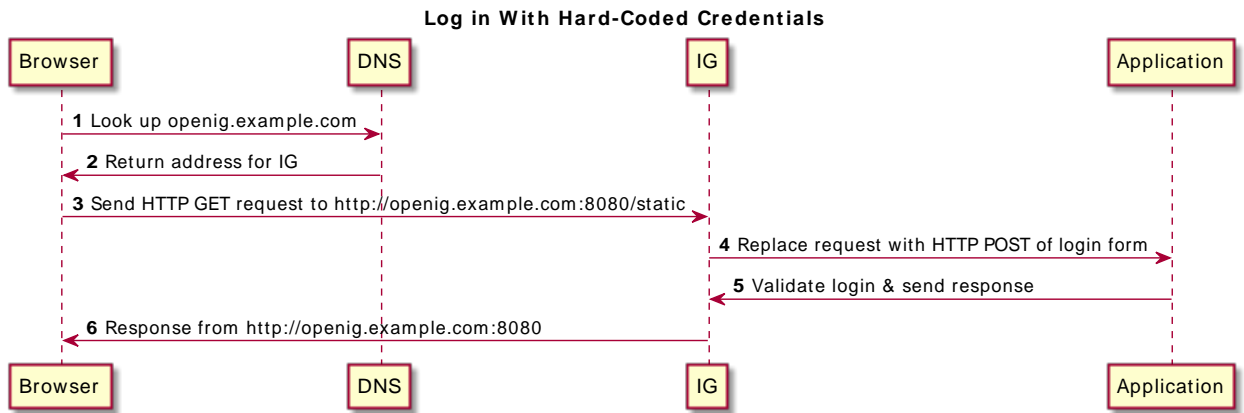 Log in With Hard-Coded Credentials
Browser DNS IG Application
1 Look up openig.example.com
2 Return address for IG
3 Send HTTP GET request to http://openig.example.com:8080/static
4 Replace request with HTTP POST of login form
5 Validate login & send response
6 Response from http://openig.example.com:8080
Browser DNS IG Application